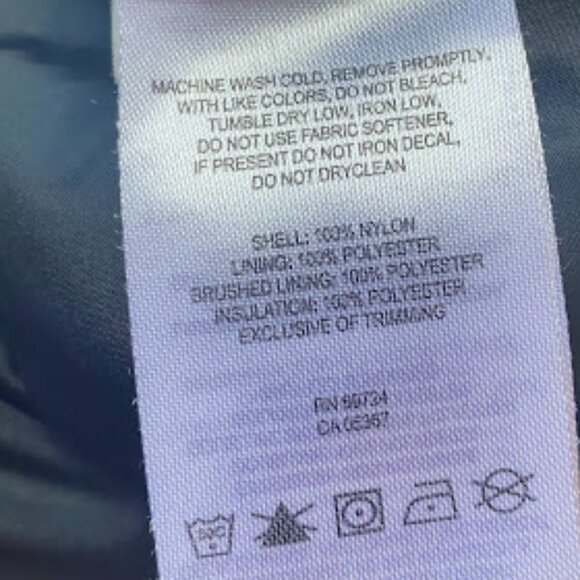 MACHINE WASH COLD, REMOVE PROMPTLY,
WITH LIKE COLORS, DO NOT BLEACH,
TUMBLE DRY LOW, IRON LOW,
DO NOT USE FABRIC SOFTENER,
IF PRESENT DO NOT IRON DECAL,
DO NOT DRYCLEAN
SHELL: 100% NYLON
LINING: 100% POLYESTER
BRUSHED LINING: 100% POLYESTER
INSULATION: 100% POLYESTER
EXCLUSIVE OF TRIMMING
RN 69734
CA 05367